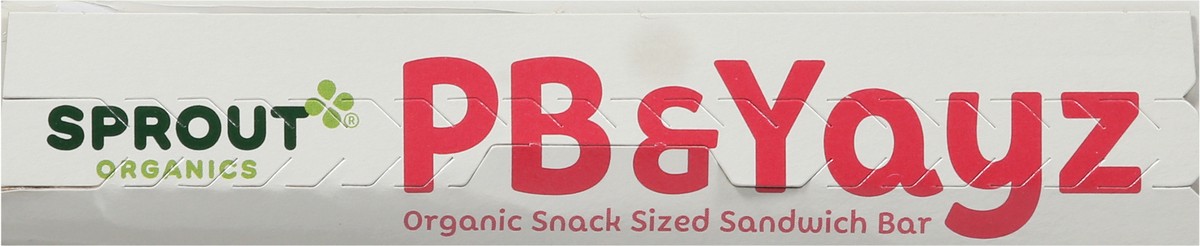 SPROUT®
ORGANICS
PB&Yayz
Organic Snack Sized Sandwich Bar